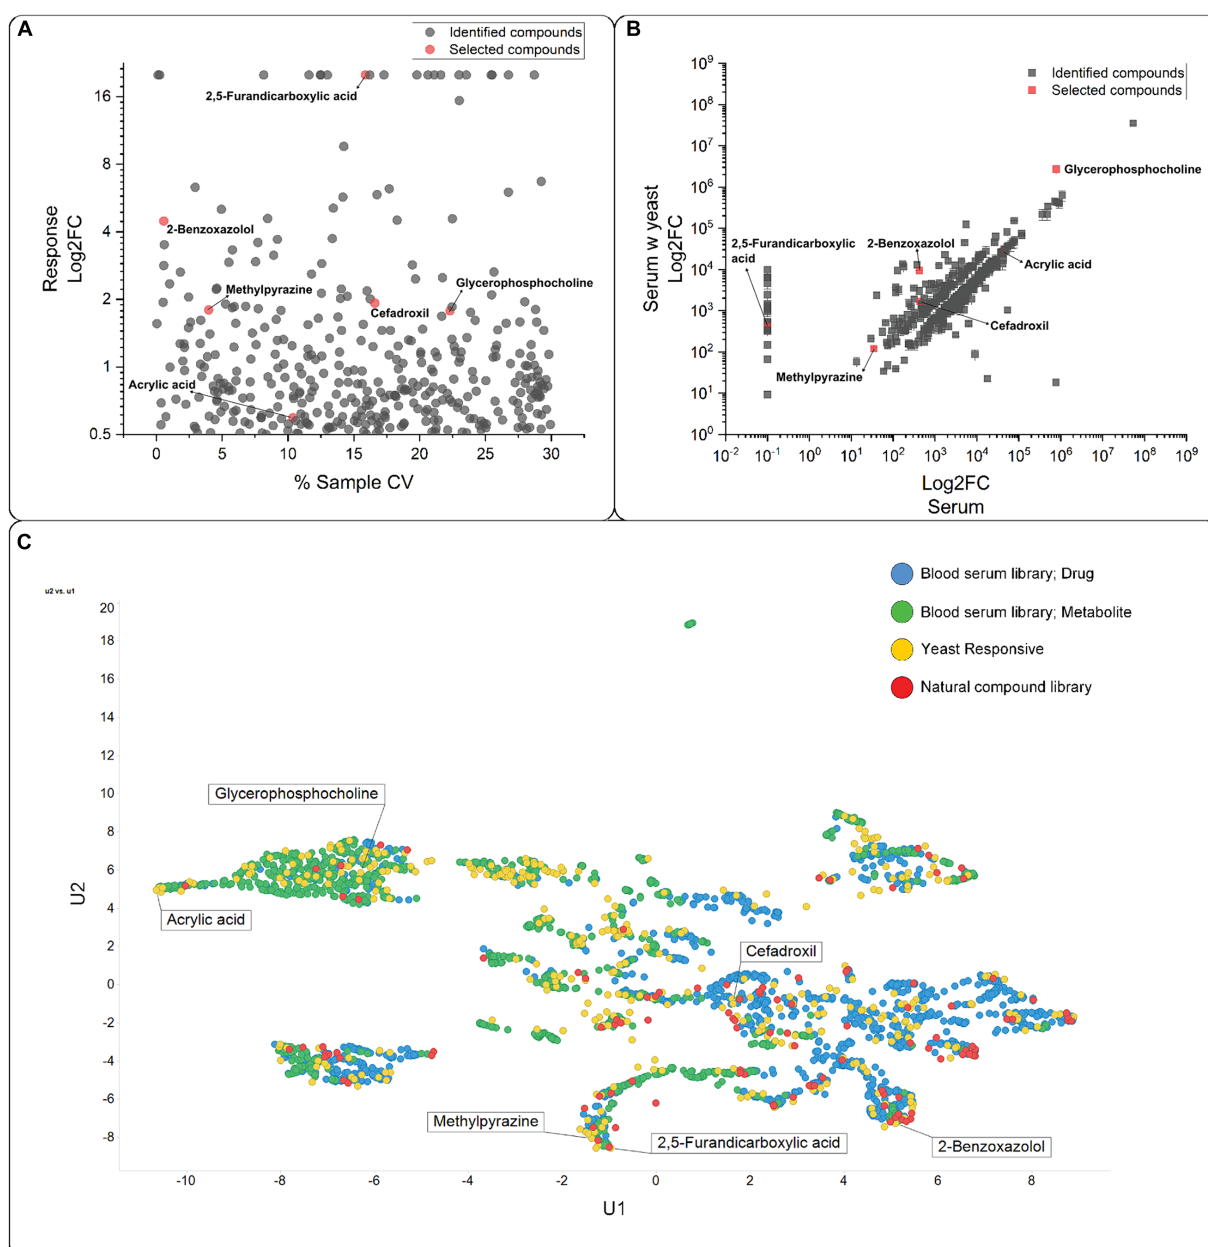 A
Identified compounds
Selected compounds
Response
Log2FC
16
8
4
2
1
0.5
2,5-Furandicarboxylic acid
2-Benzoxazolol
Methylpyrazine
Glycerophosphocholine
Cefadroxil
Acrylic acid
0 5 10 15 20 25 30
% Sample CV
B
Identified compounds
Selected compounds
Serum w yeast
Log2FC
10⁹
10⁸
10⁷
10⁶
10⁵
10⁴
10³
10²
10¹
10⁰
Glycerophosphocholine
2,5-Furandicarboxylic
acid
2-Benzoxazolol
Acrylic acid
Cefadroxil
Methylpyrazine
10⁻² 10⁻¹ 10⁰ 10¹ 10² 10³ 10⁴ 10⁵ 10⁶ 10⁷ 10⁸ 10⁹
Log2FC
Serum
C
u2 vs. u1
Blood serum library; Drug
Blood serum library; Metabolite
Yeast Responsive
Natural compound library
U2
20
18
16
14
12
10
8
6
4
2
0
-2
-4
-6
-8
Glycerophosphocholine
Acrylic acid
Cefadroxil
Methylpyrazine
2,5-Furandicarboxylic acid
2-Benzoxazolol
-10 -8 -6 -4 -2 0 2 4 6 8
U1